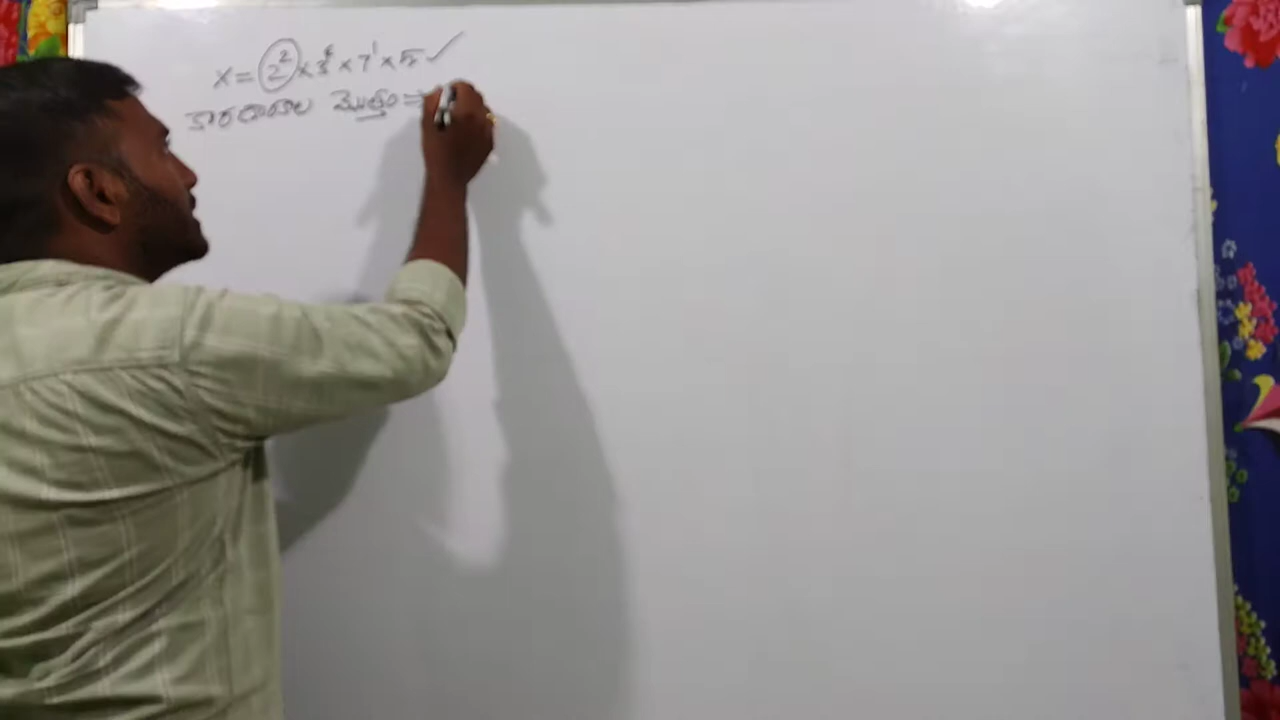 x = 2² × 3⁴ × 7¹ × 5 ✓
కారణాంకాల మొత్తం ⇒